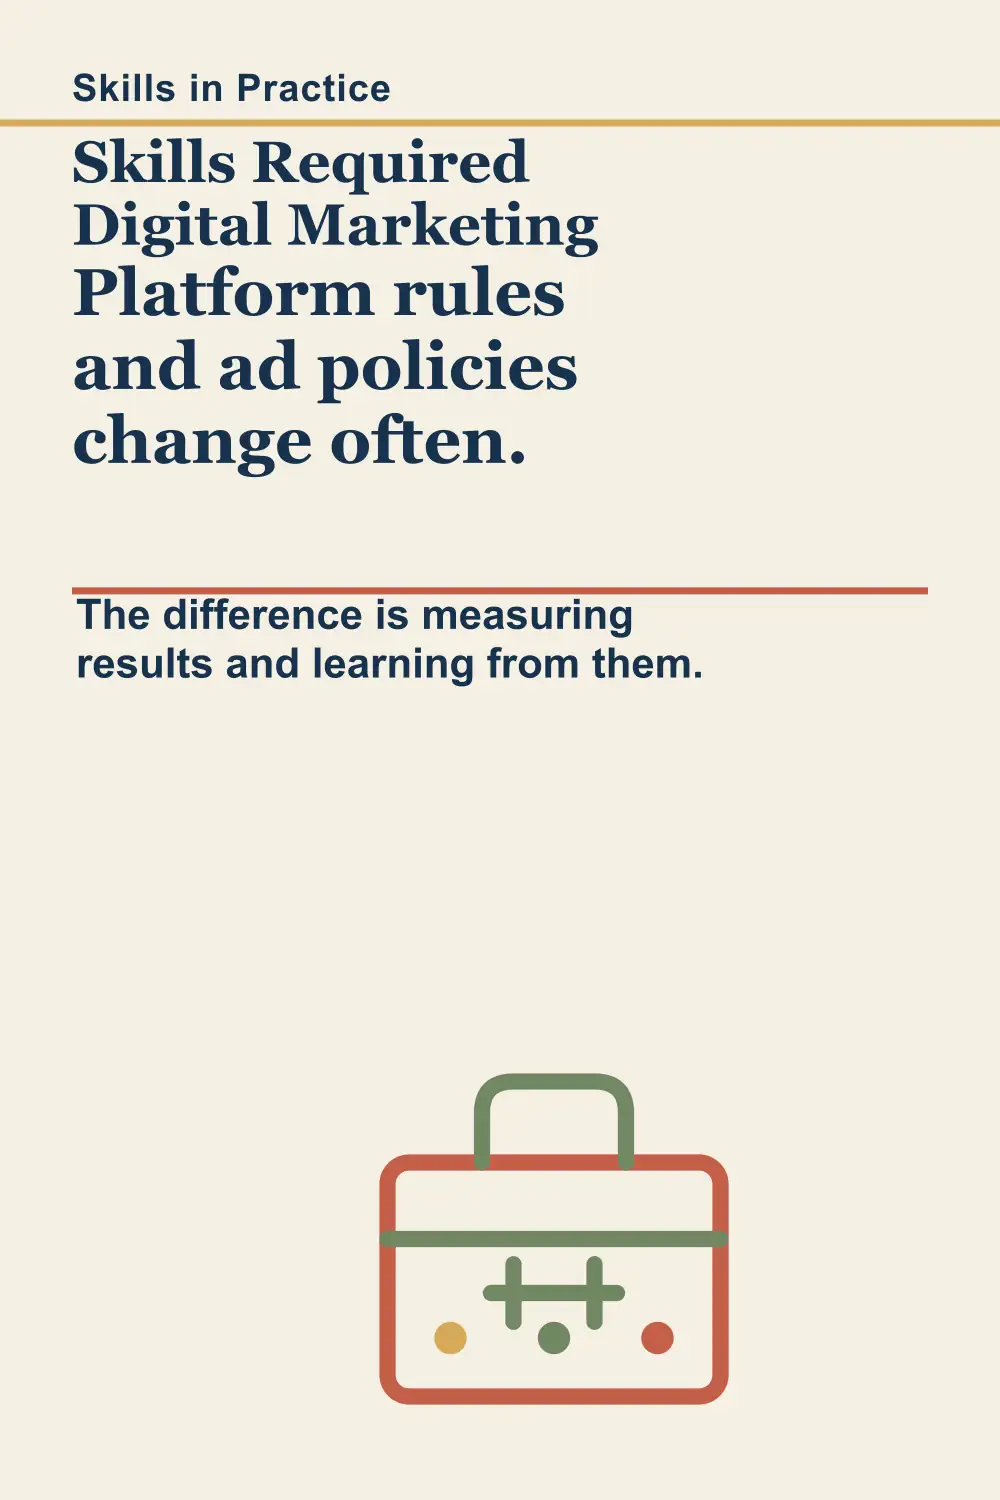 Skills in Practice
Skills Required
Digital Marketing
Platform rules
and ad policies
change often.
The difference is measuring
results and learning from them.